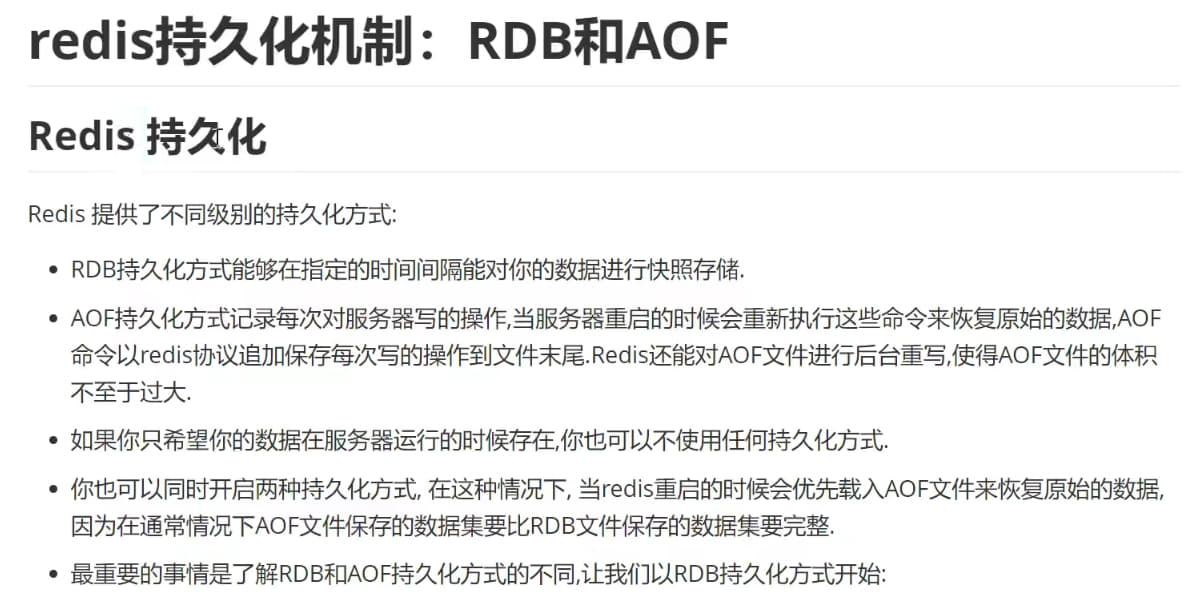 redis持久化机制：RDB和AOF
Redis 持久化
Redis 提供了不同级别的持久化方式:
RDB持久化方式能够在指定的时间间隔能对你的数据进行快照存储.
AOF持久化方式记录每次对服务器写的操作,当服务器重启的时候会重新执行这些命令来恢复原始的数据,AOF
命令以redis协议追加保存每次写的操作到文件末尾.Redis还能对AOF文件进行后台重写,使得AOF文件的体积
不至于过大.
如果你只希望你的数据在服务器运行的时候存在,你也可以不使用任何持久化方式.
你也可以同时开启两种持久化方式, 在这种情况下, 当redis重启的时候会优先载入AOF文件来恢复原始的数据,
因为在通常情况下AOF文件保存的数据集要比RDB文件保存的数据集要完整.
最重要的事情是了解RDB和AOF持久化方式的不同,让我们以RDB持久化方式开始: